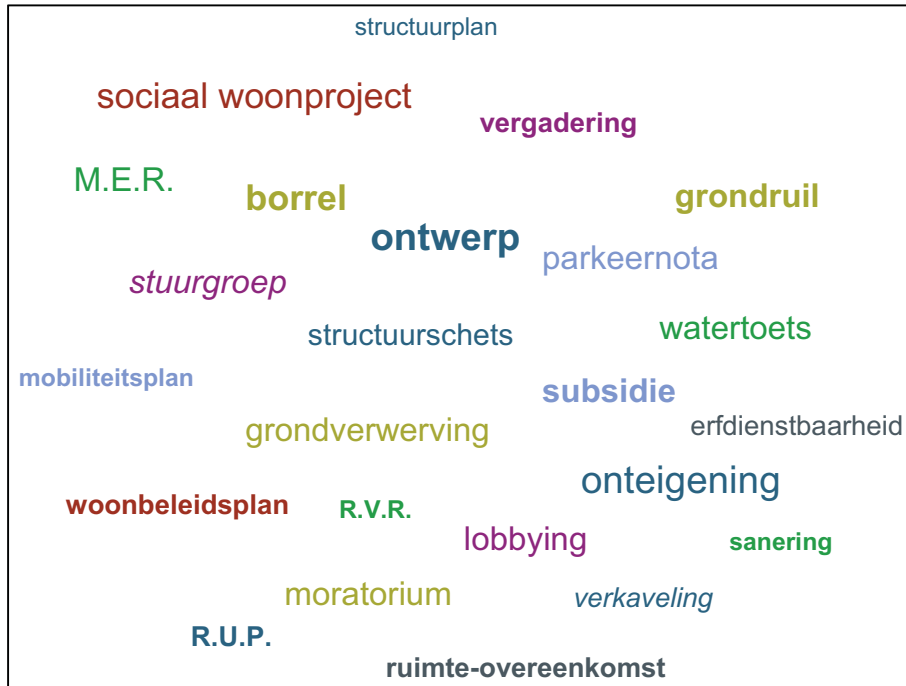 structuurplan
sociaal woonproject
vergadering
M.E.R.
borrel
grondruil
ontwerp
parkeernota
stuurgroep
structuurschets
watertoets
mobiliteitsplan
subsidie
grondverwerving
erfdienstbaarheid
onteigening
woonbeleidsplan
R.V.R.
lobbying
sanering
moratorium
verkaveling
R.U.P.
ruimte-overeenkomst